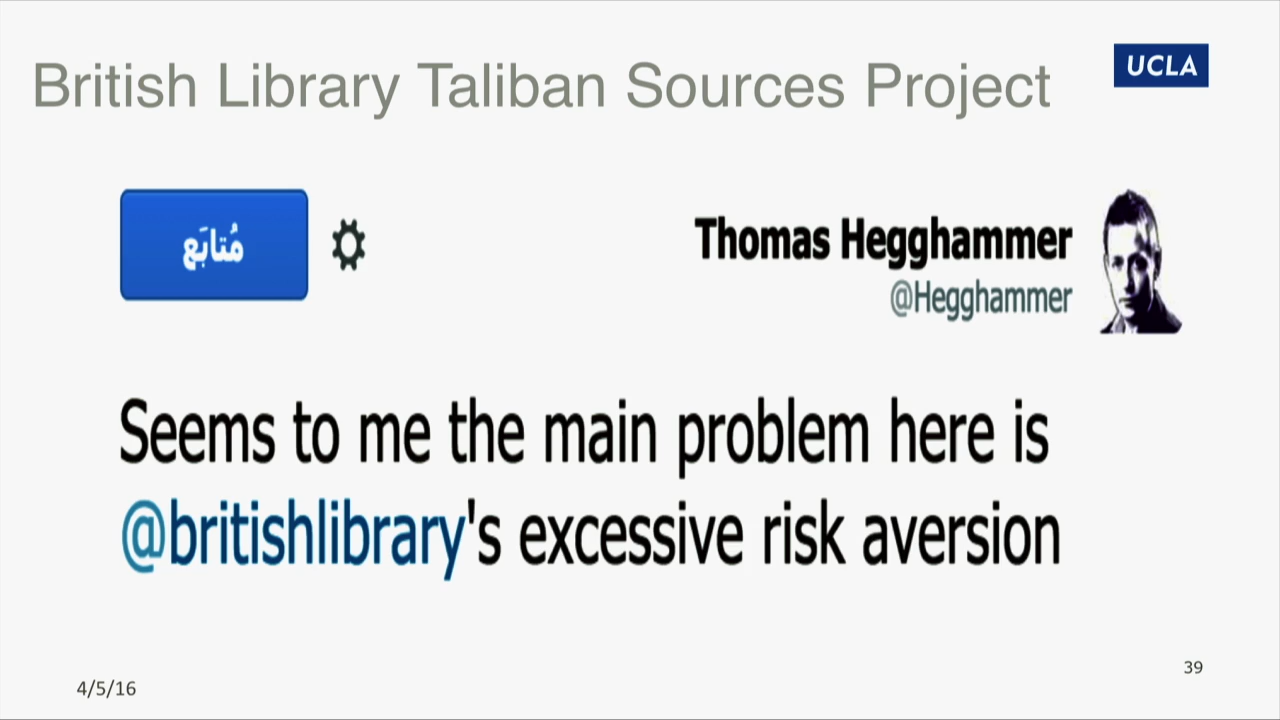 British Library Taliban Sources Project
UCLA
مُتابَع
Thomas Hegghammer
@Hegghammer
Seems to me the main problem here is
@britishlibrary's excessive risk aversion
39
4/5/16